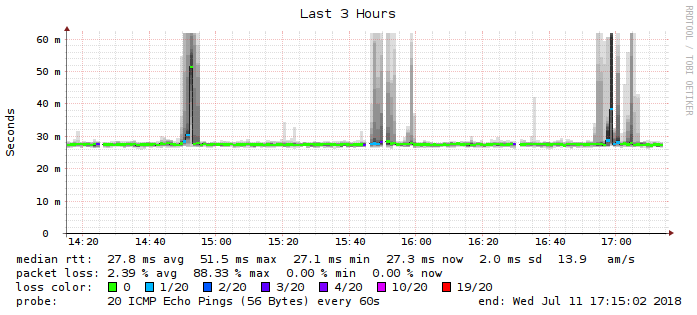 Last 3 Hours
RRDTOOL / TOBI OETIKER
Seconds
60 m
50 m
40 m
30 m
20 m
10 m
0
14:20 14:40 15:00 15:20 15:40 16:00 16:20 16:40 17:00
median rtt: 27.8 ms avg 51.5 ms max 27.1 ms min 27.3 ms now 2.0 ms sd 13.9 am/s
packet loss: 2.39 % avg 88.33 % max 0.00 % min 0.00 % now
loss color: 0 1/20 2/20 3/20 4/20 10/20 19/20
probe: 20 ICMP Echo Pings (56 Bytes) every 60s end: Wed Jul 11 17:15:02 2018